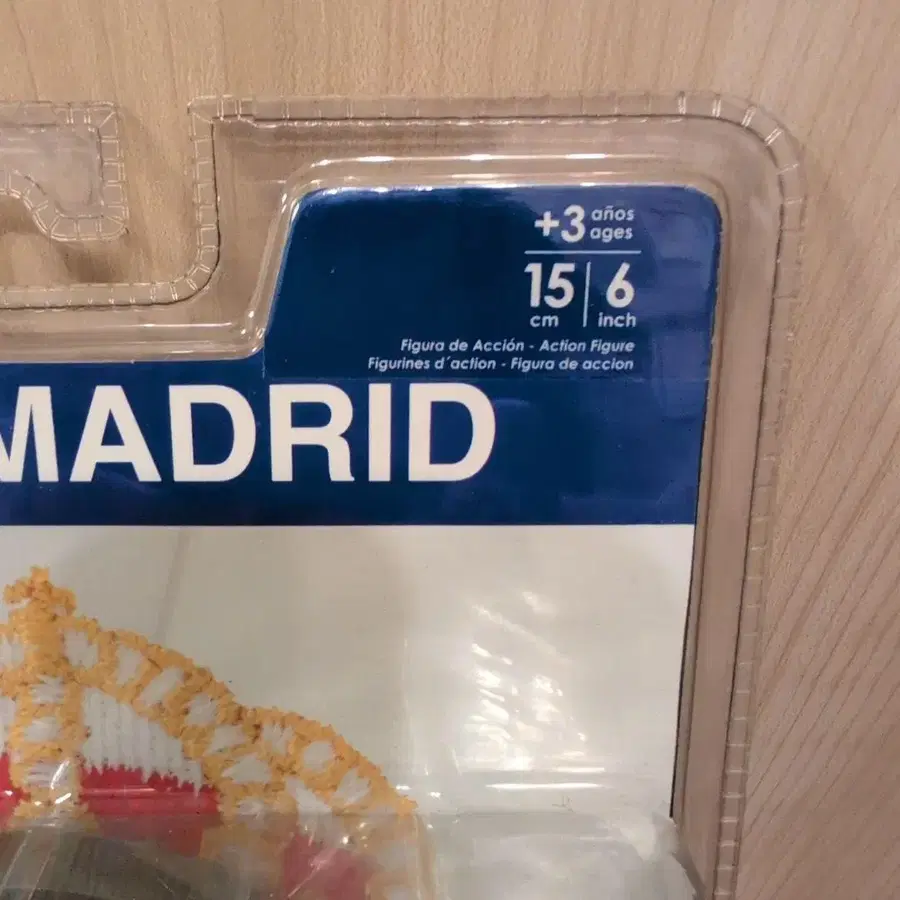 +3 años
ages
15 | 6
cm inch
Figura de Acción - Action Figure
Figurines d´action - Figura de accion
MADRID